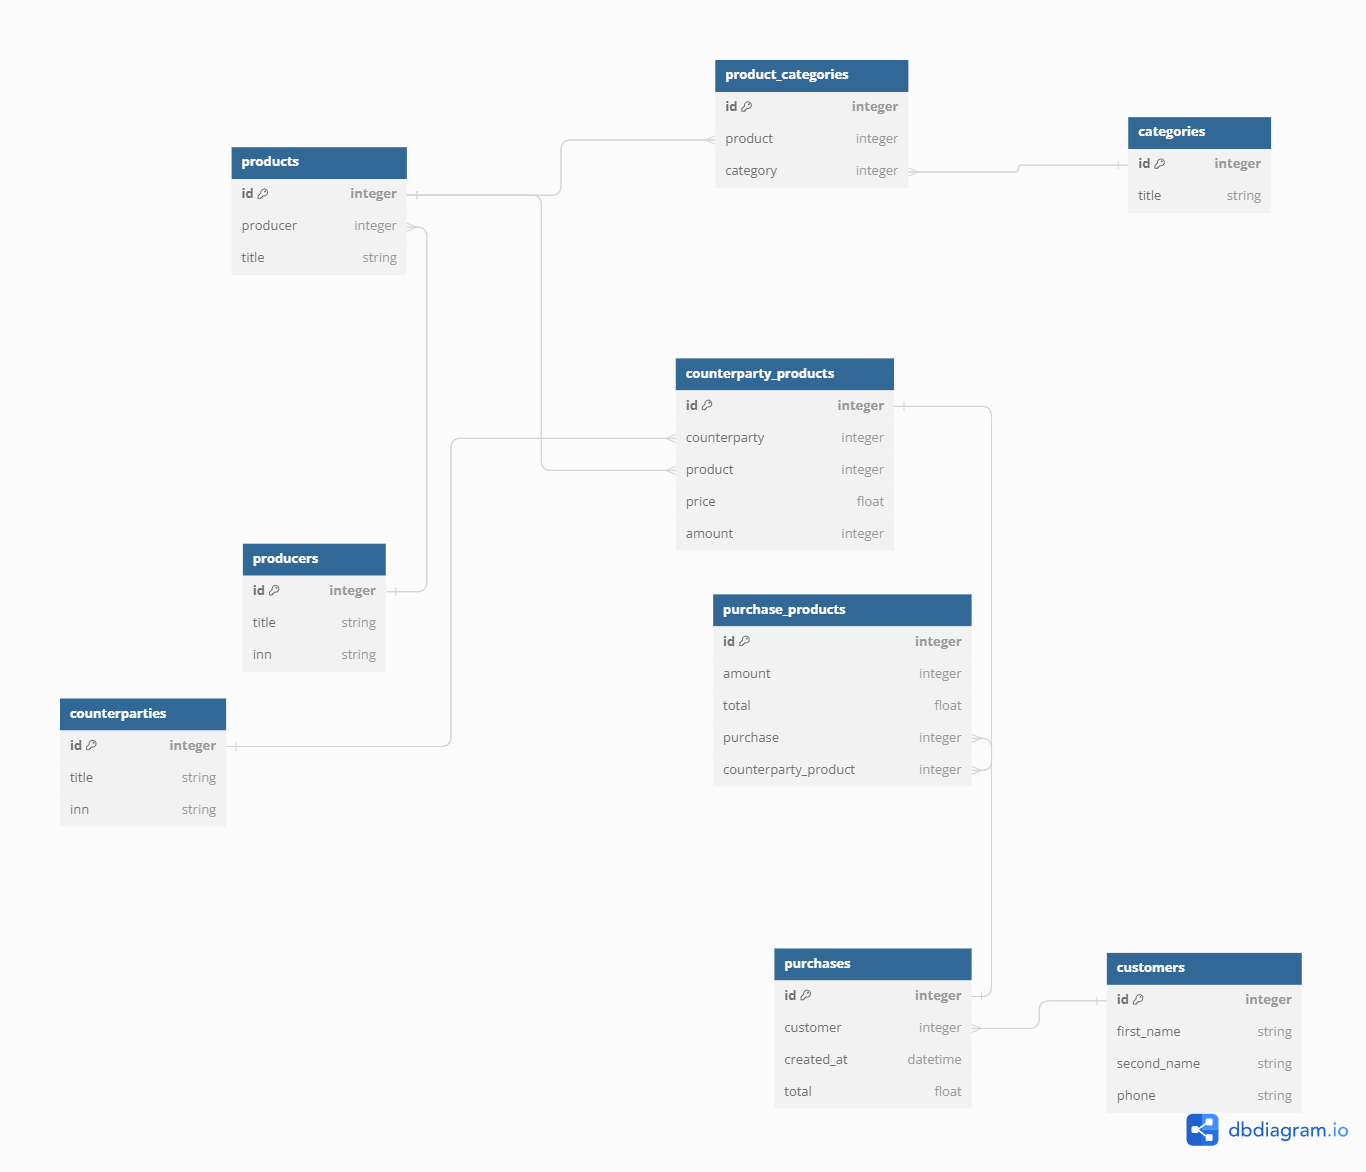 product_categories
id integer
product integer
category integer
categories
id integer
title string
products
id integer
producer integer
title string
counterparty_products
id integer
counterparty integer
product integer
price float
amount integer
producers
id integer
title string
inn string
purchase_products
id integer
amount integer
total float
purchase integer
counterparty_product integer
counterparties
id integer
title string
inn string
purchases
id integer
customer integer
created_at datetime
total float
customers
id integer
first_name string
second_name string
phone string
dbdiagram.io